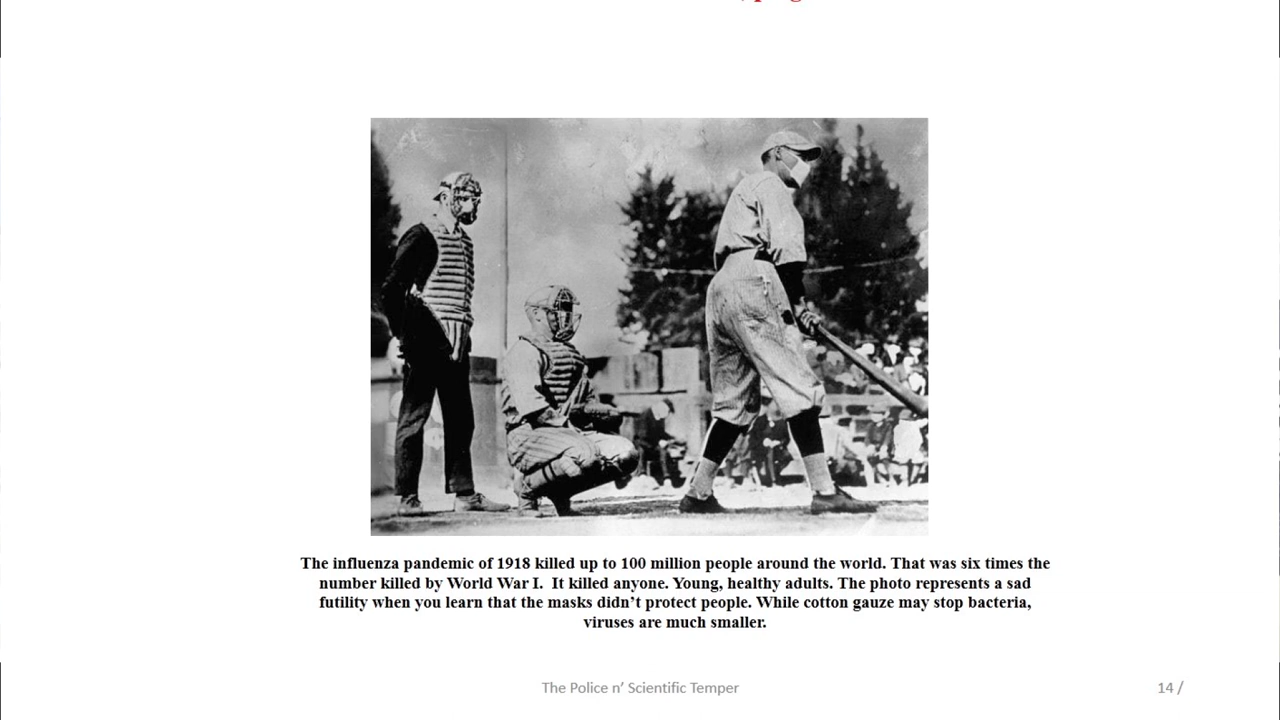 The influenza pandemic of 1918 killed up to 100 million people around the world. That was six times the
number killed by World War I.  It killed anyone. Young, healthy adults. The photo represents a sad
futility when you learn that the masks didn’t protect people. While cotton gauze may stop bacteria,
viruses are much smaller.
The Police n’ Scientific Temper
14 /